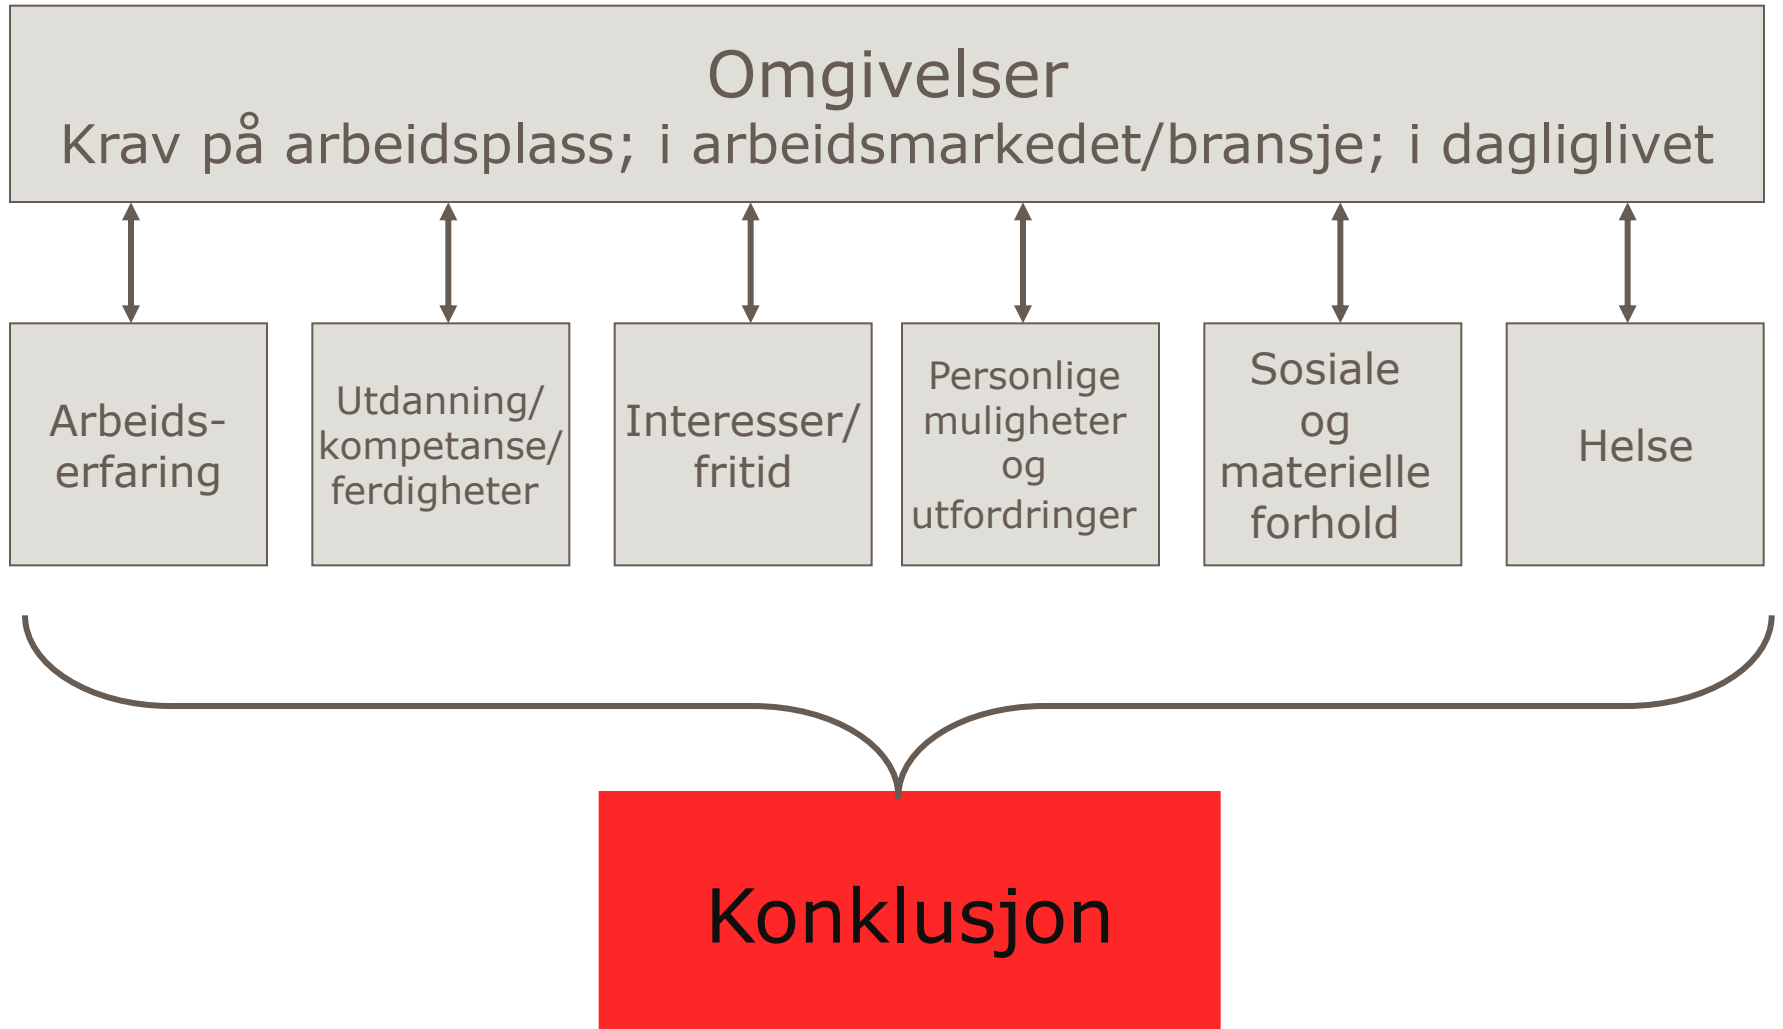 Omgivelser
Krav på arbeidsplass; i arbeidsmarkedet/bransje; i dagliglivet
Arbeids-
erfaring
Utdanning/
kompetanse/
ferdigheter
Interesser/
fritid
Personlige
muligheter
og
utfordringer
Sosiale
og
materielle
forhold
Helse
Konklusjon